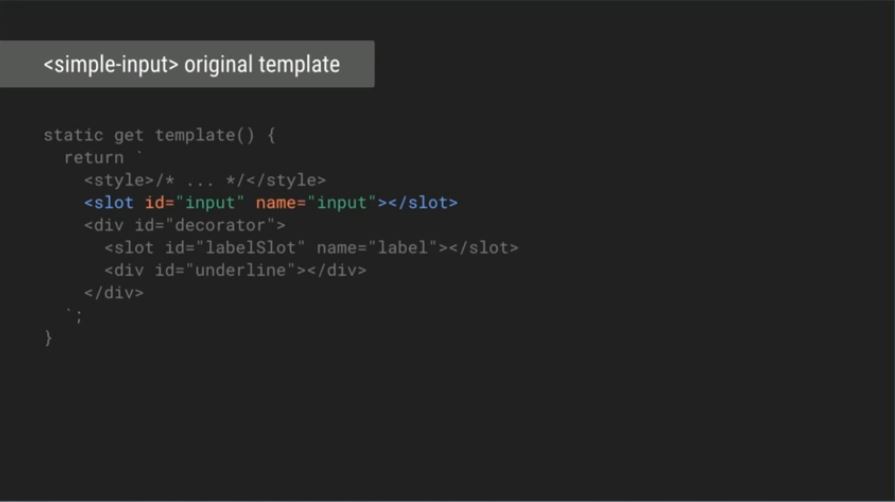 <simple-input> original template
static get template() {
return `
<style>/* ... */</style>
<slot id="input" name="input"></slot>
<div id="decorator">
<slot id="labelSlot" name="label"></slot>
<div id="underline"></div>
</div>
`;
}